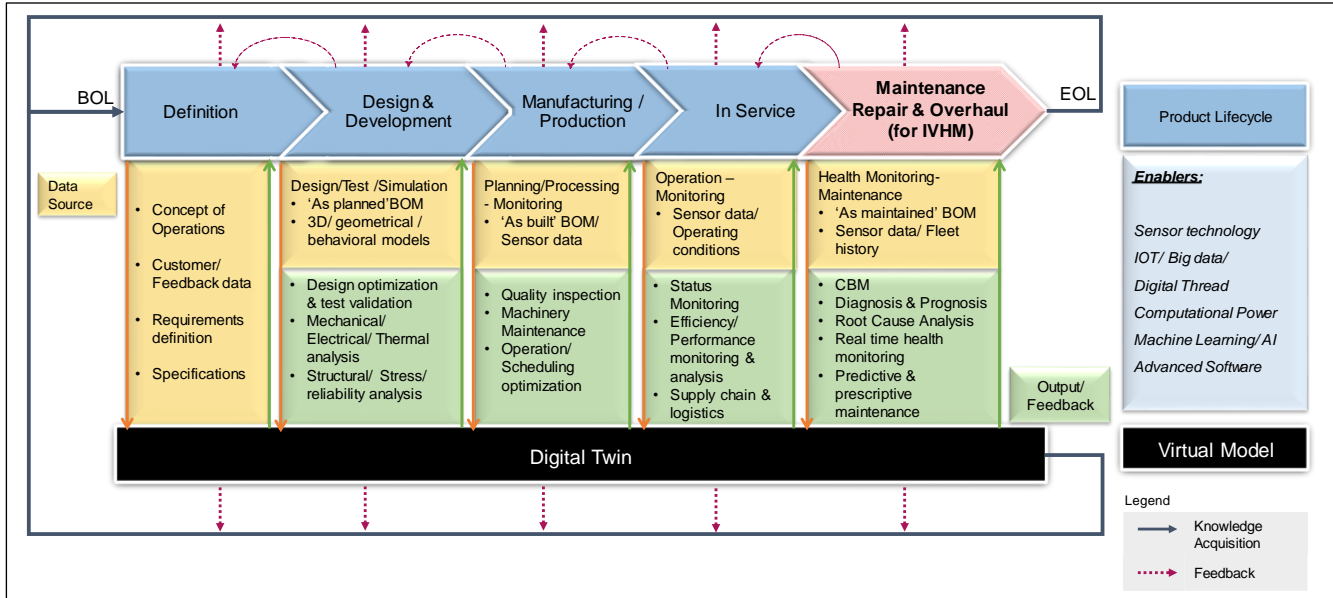 BOL
Definition
Design &
Development
Manufacturing /
Production
In Service
Maintenance
Repair & Overhaul
(for IVHM)
EOL
Product Lifecycle
Data
Source
• Concept of
Operations
• Customer/
Feedback data
• Requirements
definition
• Specifications
Design/Test /Simulation
• ‘As planned’BOM
• 3D/ geometrical /
behavioral models
• Design optimization
& test validation
• Mechanical/
Electrical/ Thermal
analysis
• Structural/ Stress/
reliability analysis
Planning/Processing
- Monitoring
• ‘As built’ BOM/
Sensor data
• Quality inspection
• Machinery
Maintenance
• Operation/
Scheduling
optimization
Operation –
Monitoring
• Sensor data/
Operating
conditions
• Status
Monitoring
• Efficiency/
Performance
monitoring &
analysis
• Supply chain &
logistics
Health Monitoring-
Maintenance
• ‘As maintained’ BOM
• Sensor data/ Fleet
history
• CBM
• Diagnosis & Prognosis
• Root Cause Analysis
• Real time health
monitoring
• Predictive &
prescriptive
maintenance
Output/
Feedback
Enablers:
Sensor technology
IOT/ Big data/
Digital Thread
Computational Power
Machine Learning/ AI
Advanced Software
Digital Twin
Virtual Model
Legend
Knowledge
Acquisition
Feedback